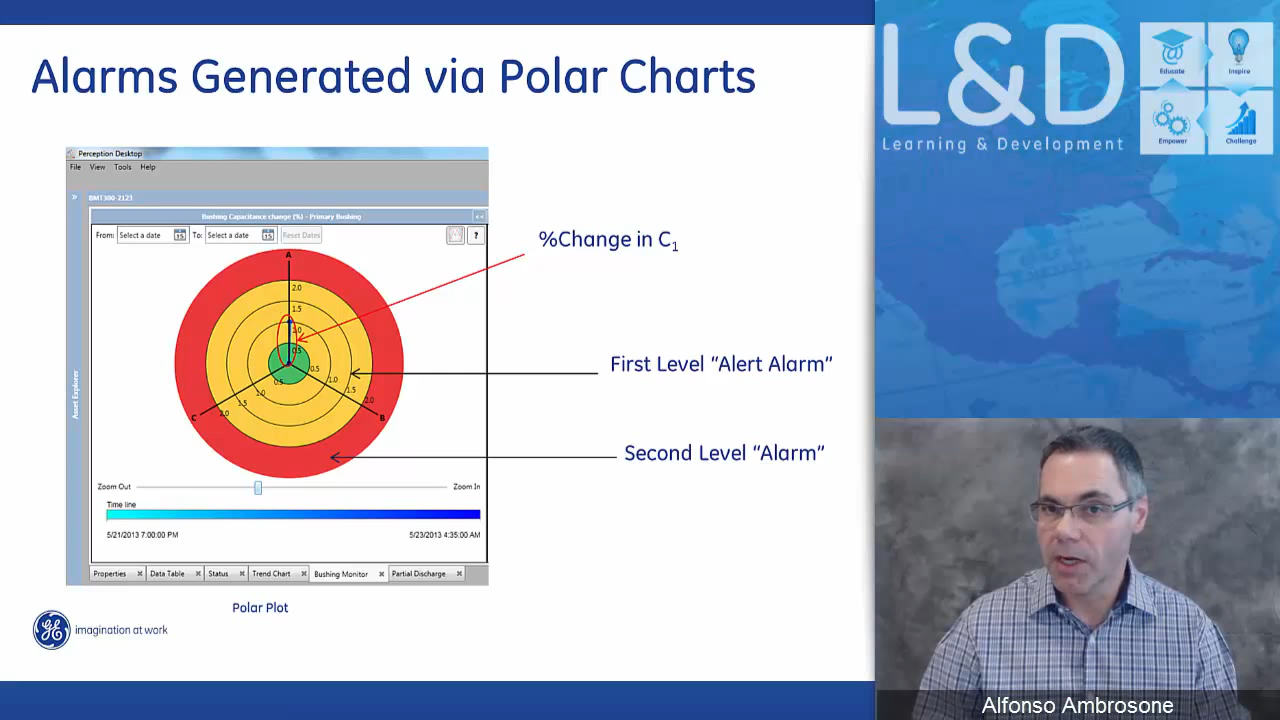 Alarms Generated via Polar Charts
Perception Desktop
File View Tools Help
BMT300-2123
Bushing Capacitance change (%) - Primary Bushing
<<
From: Select a date 15 To: Select a date 15 Reset Dates
?
A
2.0
1.5
1.0
0.5
0.5
1.0
1.5
2.0
B
0.5
1.0
1.5
2.0
C
»
Asset Explorer
Zoom Out
Zoom In
Time line
5/21/2013 7:00:00 PM
5/23/2013 4:35:00 AM
Properties Data Table Status Trend Chart Bushing Monitor Partial Discharge
Polar Plot
%Change in C1
First Level “Alert Alarm”
Second Level “Alarm”
GE imagination at work
L&D
Learning & Development
Educate
Inspire
Empower
Challenge
Alfonso Ambrosone